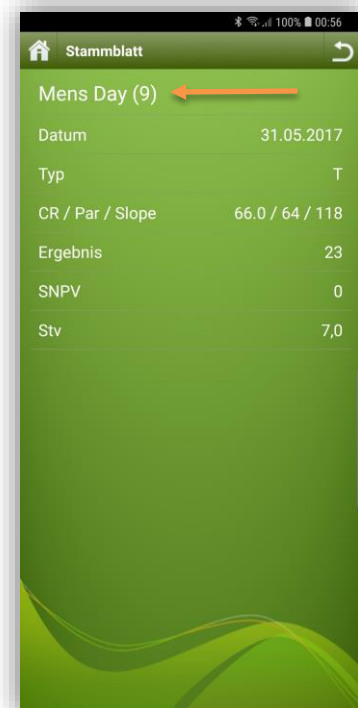 100% 00:56
Stammblatt
Mens Day (9)
Datum 31.05.2017
Typ T
CR / Par / Slope 66.0 / 64 / 118
Ergebnis 23
SNPV 0
Stv 7,0